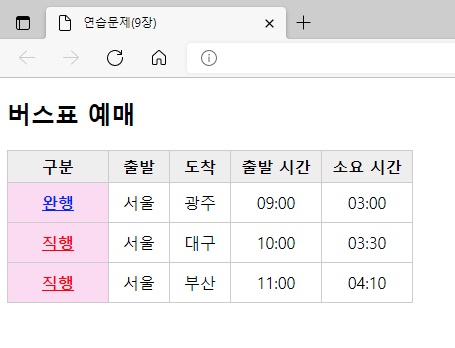 연습문제(9장)
버스표 예매
구분 출발 도착 출발 시간 소요 시간
완행 서울 광주 09:00 03:00
직행 서울 대구 10:00 03:30
직행 서울 부산 11:00 04:10